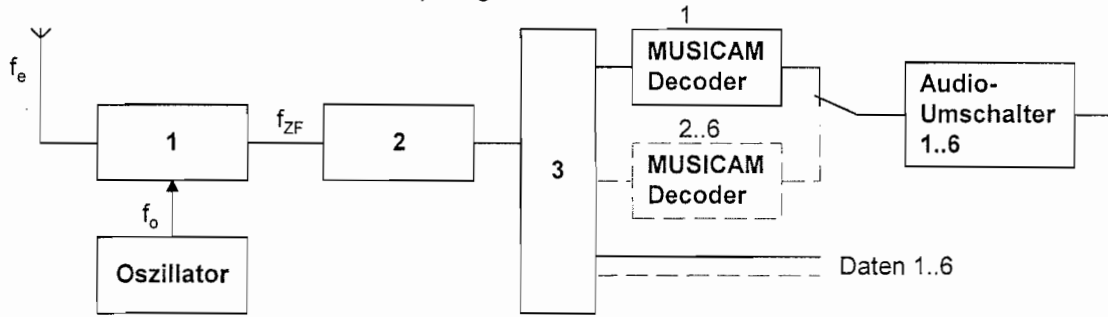 f_e
1
f_ZF
2
f_o
Oszillator
3
1
MUSICAM
Decoder
2..6
MUSICAM
Decoder
Audio-
Umschalter
1..6
Daten 1..6